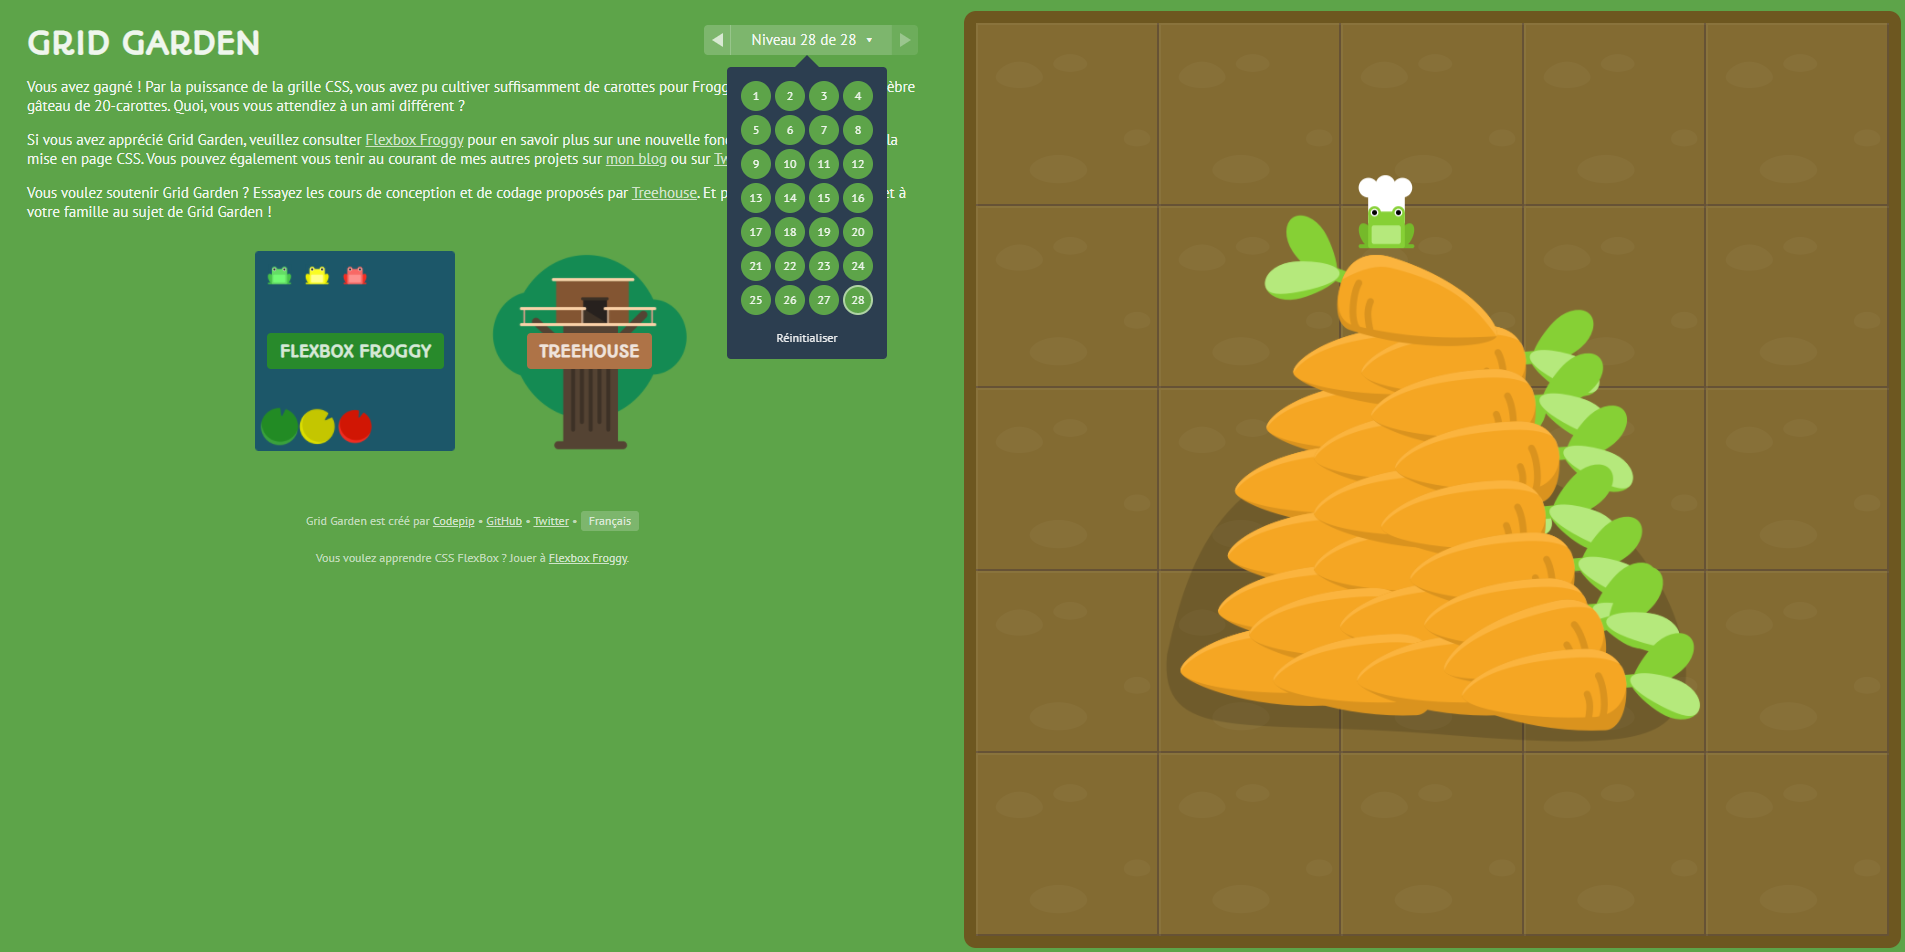 GRID GARDEN
Niveau 28 de 28
Vous avez gagné ! Par la puissance de la grille CSS, vous avez pu cultiver suffisamment de carottes pour
gâteau de 20-carottes. Quoi, vous vous attendiez à un ami différent ?
Si vous avez apprécié Grid Garden, veuillez consulter Flexbox Froggy pour en savoir plus sur une nouvelle la
mise en page CSS. Vous pouvez également vous tenir au courant de mes autres projets sur mon blog ou sur
Vous voulez soutenir Grid Garden ? Essayez les cours de conception et de codage proposés par Treehouse. Et et à
votre famille au sujet de Grid Garden !
1 2 3 4
5 6 7 8
9 10 11 12
13 14 15 16
17 18 19 20
21 22 23 24
25 26 27 28
Réinitialiser
FLEXBOX FROGGY
TREEHOUSE
Grid Garden est créé par Codepip • GitHub • Twitter • Français
Vous voulez apprendre CSS FlexBox ? Jouer à Flexbox Froggy.